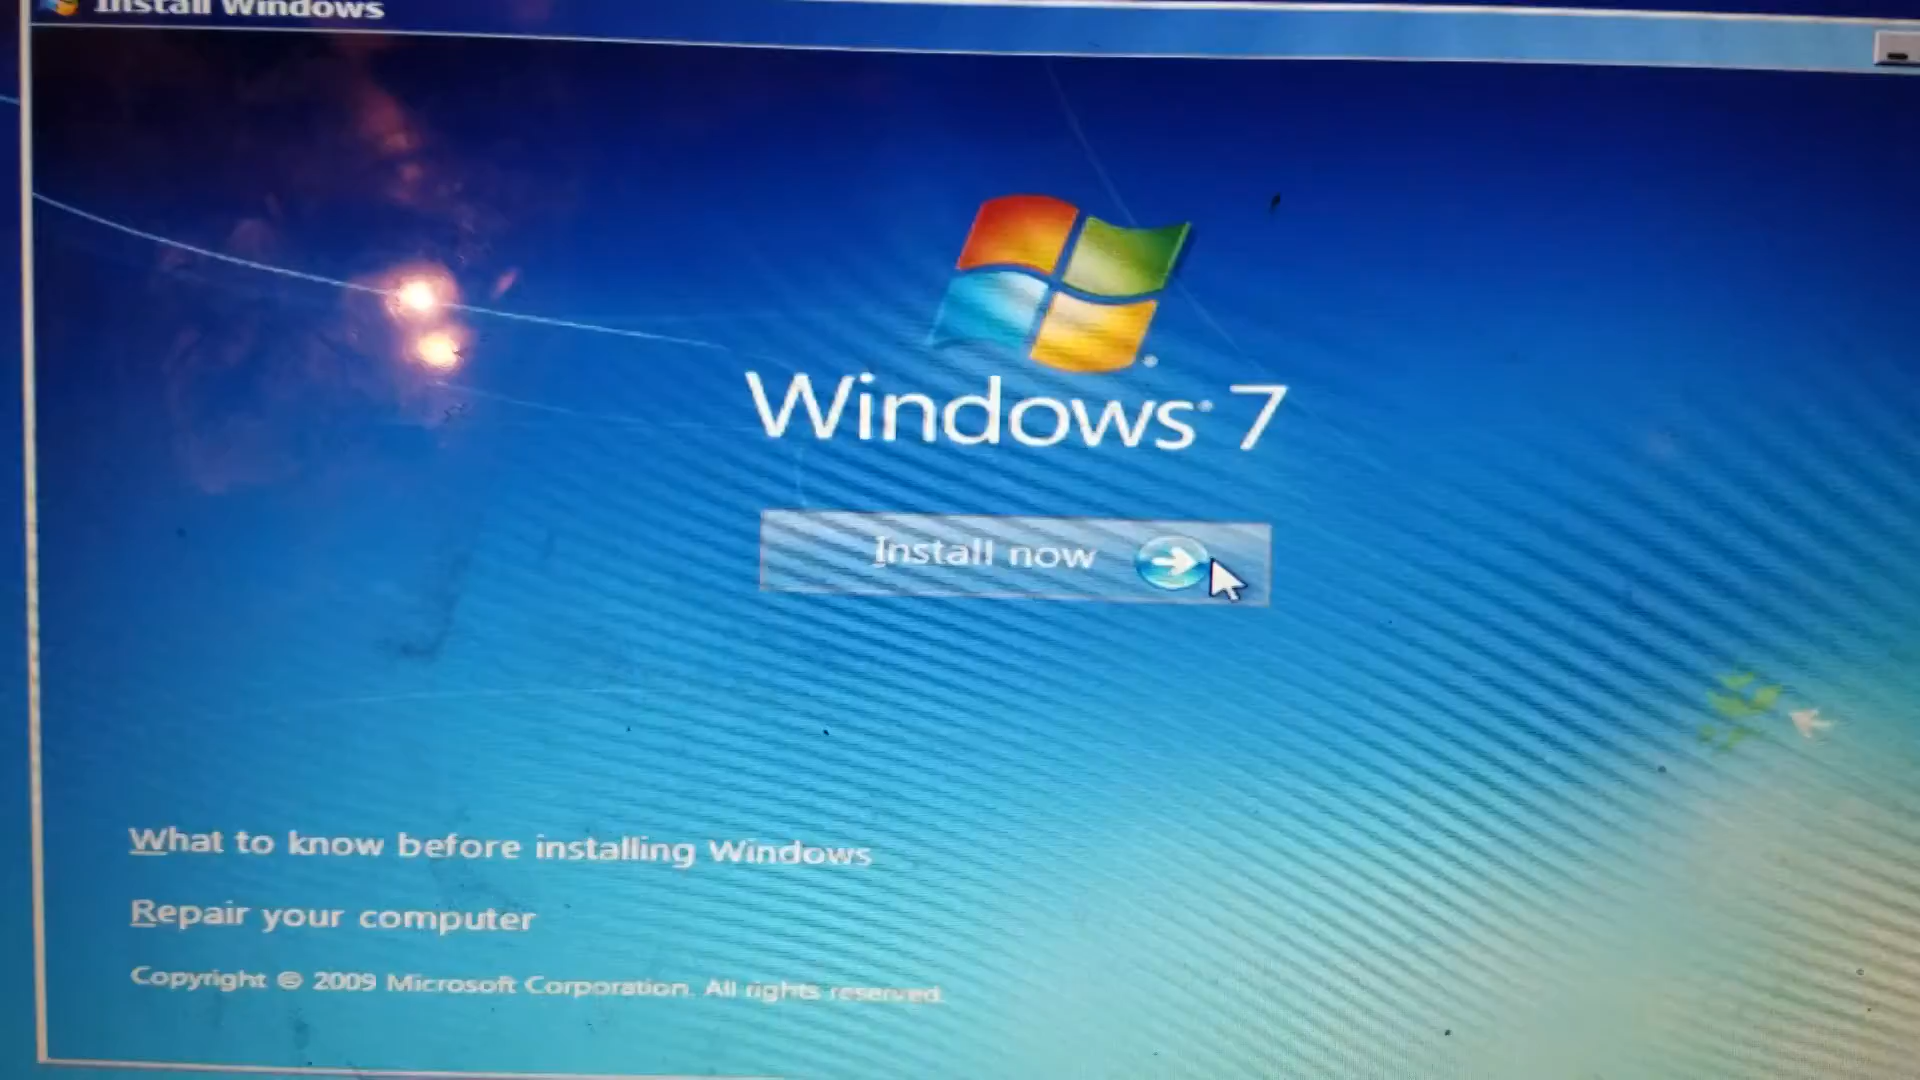 Install Windows
Windows® 7
Install now
What to know before installing Windows
Repair your computer
Copyright © 2009 Microsoft Corporation. All rights reserved.